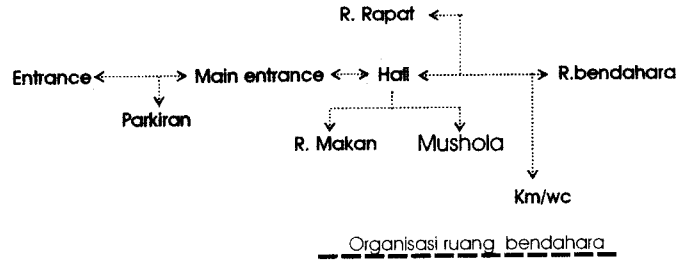 R. Rapat
Entrance Main entrance Hall R.bendahara
Parkiran
R. Makan Mushola
Km/wc
Organisasi ruang bendahara